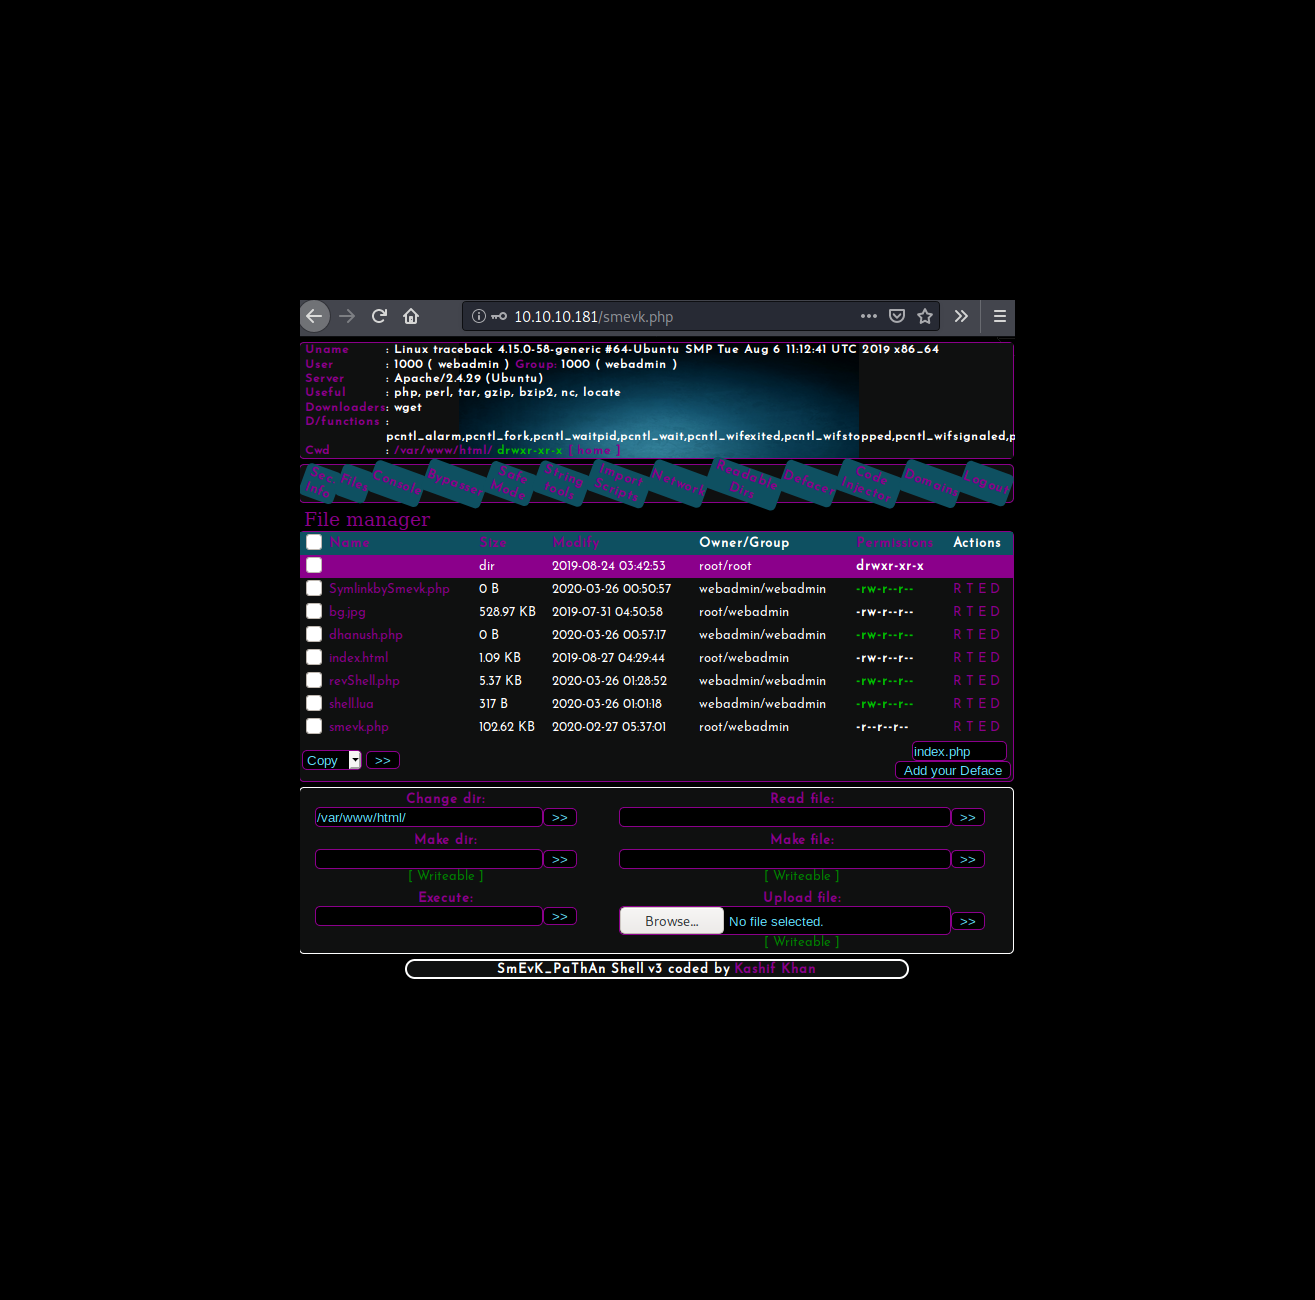 10.10.10.181/smevk.php
Uname : Linux traceback 4.15.0-58-generic #64-Ubuntu SMP Tue Aug 6 11:12:41 UTC 2019 x86_64
User : 1000 ( webadmin ) Group: 1000 ( webadmin )
Server : Apache/2.4.29 (Ubuntu)
Useful : php, perl, tar, gzip, bzip2, nc, locate
Downloaders : wget
D/functions :
pcntl_alarm,pcntl_fork,pcntl_waitpid,pcntl_wait,pcntl_wifexited,pcntl_wifstopped,pcntl_wifsignaled,p
Cwd : /var/www/html/ drwxr-xr-x [ home ]
Sec. Info Files Console Bypasser Safe Mode String tools Import Scripts Network Readable Dirs Defacer Code Injector Domains Logout
File manager
Name Size Modify Owner/Group Permissions Actions
dir 2019-08-24 03:42:53 root/root drwxr-xr-x
SymlinkbySmevk.php 0 B 2020-03-26 00:50:57 webadmin/webadmin -rw-r--r-- R T E D
bg.jpg 528.97 KB 2019-07-31 04:50:58 root/webadmin -rw-r--r-- R T E D
dhanush.php 0 B 2020-03-26 00:57:17 webadmin/webadmin -rw-r--r-- R T E D
index.html 1.09 KB 2019-08-27 04:29:44 root/webadmin -rw-r--r-- R T E D
revShell.php 5.37 KB 2020-03-26 01:28:52 webadmin/webadmin -rw-r--r-- R T E D
shell.lua 317 B 2020-03-26 01:01:18 webadmin/webadmin -rw-r--r-- R T E D
smevk.php 102.62 KB 2020-02-27 05:37:01 root/webadmin -r--r--r-- R T E D
index.php
Copy >>
Add your Deface
Change dir: Read file:
/var/www/html/ >> >>
Make dir: Make file:
>> >>
[ Writeable ] [ Writeable ]
Execute: Upload file:
>> Browse... No file selected. >>
[ Writeable ]
SmEvK_PaThAn Shell v3 coded by Kashif Khan